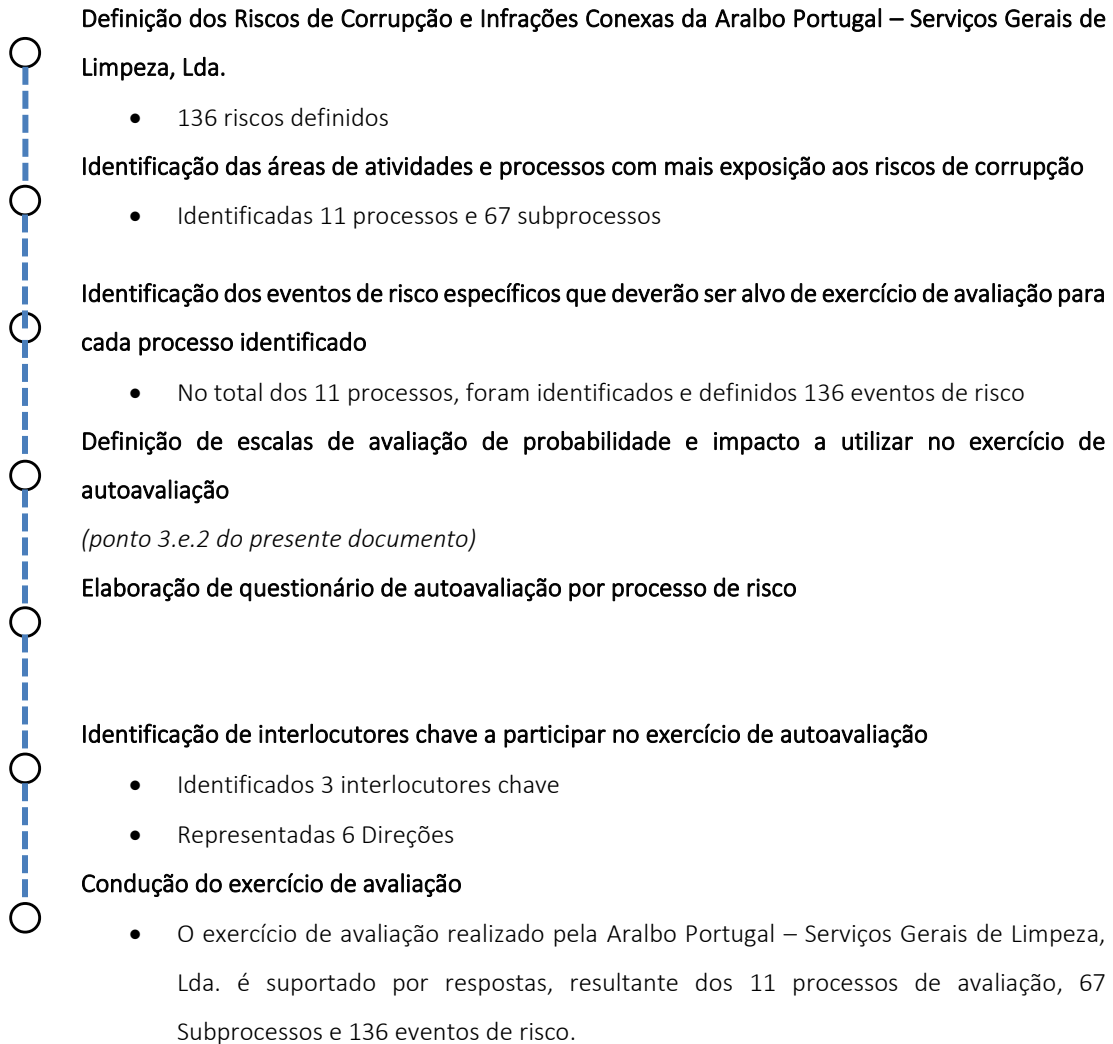 Definição dos Riscos de Corrupção e Infrações Conexas da Aralbo Portugal – Serviços Gerais de
Limpeza, Lda.
• 136 riscos definidos
Identificação das áreas de atividades e processos com mais exposição aos riscos de corrupção
• Identificadas 11 processos e 67 subprocessos
Identificação dos eventos de risco específicos que deverão ser alvo de exercício de avaliação para
cada processo identificado
• No total dos 11 processos, foram identificados e definidos 136 eventos de risco
Definição de escalas de avaliação de probabilidade e impacto a utilizar no exercício de
autoavaliação
(ponto 3.e.2 do presente documento)
Elaboração de questionário de autoavaliação por processo de risco
Identificação de interlocutores chave a participar no exercício de autoavaliação
• Identificados 3 interlocutores chave
• Representadas 6 Direções
Condução do exercício de avaliação
• O exercício de avaliação realizado pela Aralbo Portugal – Serviços Gerais de Limpeza,
Lda. é suportado por respostas, resultante dos 11 processos de avaliação, 67
Subprocessos e 136 eventos de risco.